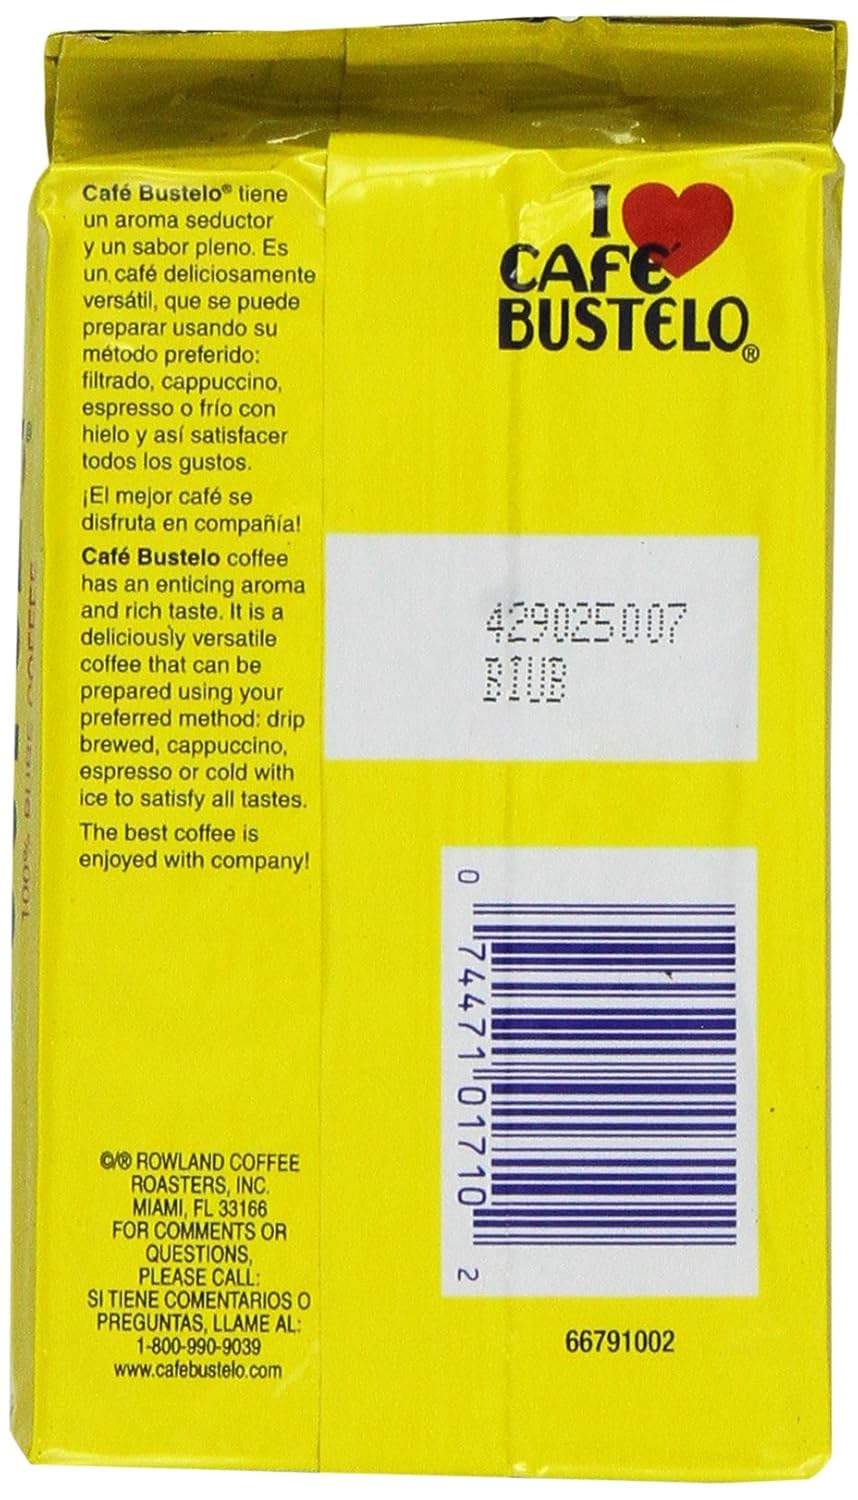 Café Bustelo® tiene
un aroma seductor
y un sabor pleno. Es
un café deliciosamente
versátil, que se puede
preparar usando su
método preferido:
filtrado, cappuccino,
espresso o frío con
hielo y así satisfacer
todos los gustos.
¡El mejor café se
disfruta en compañía!
Café Bustelo coffee
has an enticing aroma
and rich taste. It is a
deliciously versatile
coffee that can be
prepared using your
preferred method: drip
brewed, cappuccino,
espresso or cold with
ice to satisfy all tastes.
The best coffee is
enjoyed with company!
©/® ROWLAND COFFEE
ROASTERS, INC.
MIAMI, FL 33166
FOR COMMENTS OR
QUESTIONS,
PLEASE CALL:
SI TIENE COMENTARIOS O
PREGUNTAS, LLAME AL:
1-800-990-9039
www.cafebustelo.com
I
CAFÉ
BUSTELO®
429025007
B1UB
0 74471 01710 2
66791002
100% PURE COFFEE